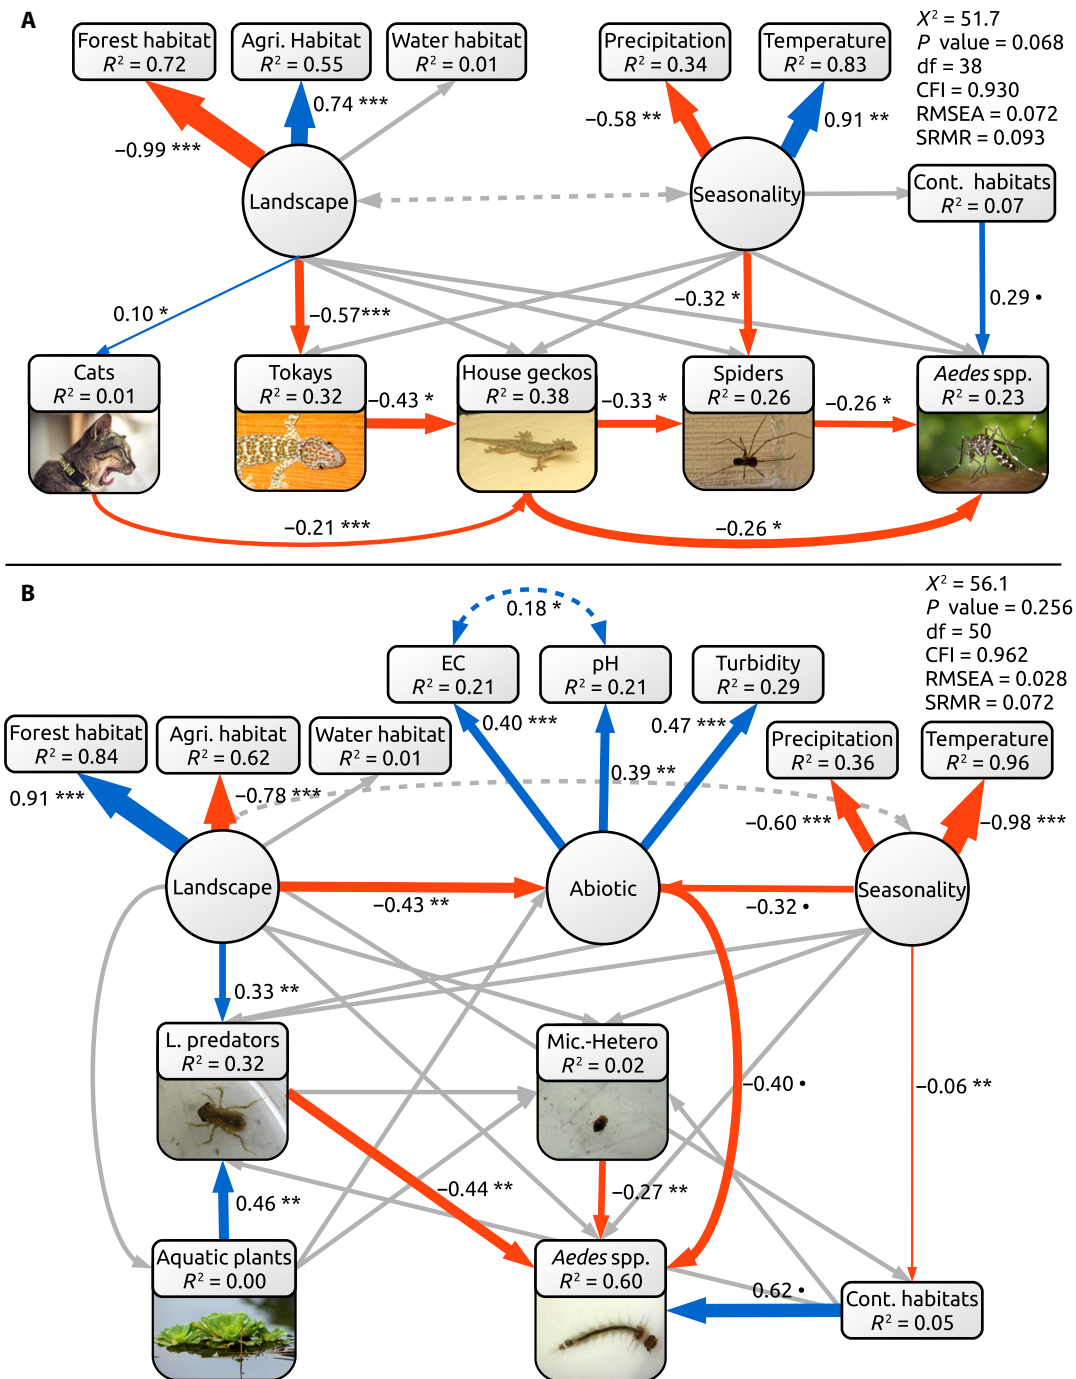 A
Forest habitat
R² = 0.72
Agri. Habitat
R² = 0.55
Water habitat
R² = 0.01
Precipitation
R² = 0.34
Temperature
R² = 0.83
X² = 51.7
P value = 0.068
df = 38
CFI = 0.930
RMSEA = 0.072
SRMR = 0.093
−0.99 ***
0.74 ***
−0.58 **
0.91 **
Landscape
Seasonality
Cont. habitats
R² = 0.07
0.10 *
−0.57***
−0.32 *
0.29 •
Cats
R² = 0.01
Tokays
R² = 0.32
House geckos
R² = 0.38
Spiders
R² = 0.26
Aedes spp.
R² = 0.23
−0.43 *
−0.33 *
−0.26 *
−0.21 ***
−0.26 *
B
X² = 56.1
P value = 0.256
df = 50
CFI = 0.962
RMSEA = 0.028
SRMR = 0.072
0.18 *
EC
R² = 0.21
pH
R² = 0.21
Turbidity
R² = 0.29
Forest habitat
R² = 0.84
Agri. habitat
R² = 0.62
Water habitat
R² = 0.01
Precipitation
R² = 0.36
Temperature
R² = 0.96
0.40 ***
0.39 **
0.47 ***
0.91 ***
−0.78 ***
−0.60 ***
−0.98 ***
Landscape
Abiotic
Seasonality
−0.43 **
−0.32 •
0.33 **
L. predators
R² = 0.32
Mic.-Hetero
R² = 0.02
−0.40 •
−0.06 **
−0.44 **
−0.27 **
0.46 **
Aquatic plants
R² = 0.00
Aedes spp.
R² = 0.60
0.62 •
Cont. habitats
R² = 0.05